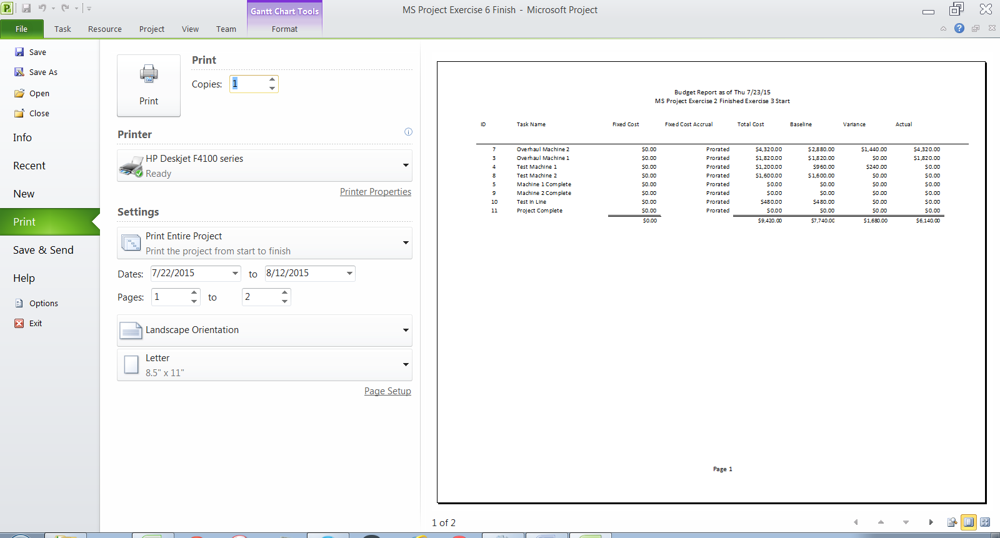 Gantt Chart Tools
MS Project Exercise 6 Finish - Microsoft Project
File Task Resource Project View Team Format
Save
Save As
Open
Close
Info
Recent
New
Print
Save & Send
Help
Options
Exit
Print
Print
Copies: 1
Printer
HP Deskjet F4100 series
Ready
Printer Properties
Settings
Print Entire Project
Print the project from start to finish
Dates: 7/22/2015 to 8/12/2015
Pages: 1 to 2
Landscape Orientation
Letter
8.5" x 11"
Page Setup
Budget Report as of Thu 7/23/15
MS Project Exercise 2 Finished Exercise 3 Start
ID Task Name Fixed Cost Fixed Cost Accrual Total Cost Baseline Variance Actual
7 Overhaul Machine 2 $0.00 Prorated $4,320.00 $2,880.00 $1,440.00 $4,320.00
3 Overhaul Machine 1 $0.00 Prorated $1,820.00 $1,820.00 $0.00 $1,820.00
4 Test Machine 1 $0.00 Prorated $1,200.00 $960.00 $240.00 $0.00
8 Test Machine 2 $0.00 Prorated $1,600.00 $1,600.00 $0.00 $0.00
5 Machine 1 Complete $0.00 Prorated $0.00 $0.00 $0.00 $0.00
9 Machine 2 Complete $0.00 Prorated $0.00 $0.00 $0.00 $0.00
10 Test In Line $0.00 Prorated $480.00 $480.00 $0.00 $0.00
11 Project Complete $0.00 Prorated $0.00 $0.00 $0.00 $0.00
$0.00 $9,420.00 $7,740.00 $1,680.00 $6,140.00
Page 1
1 of 2